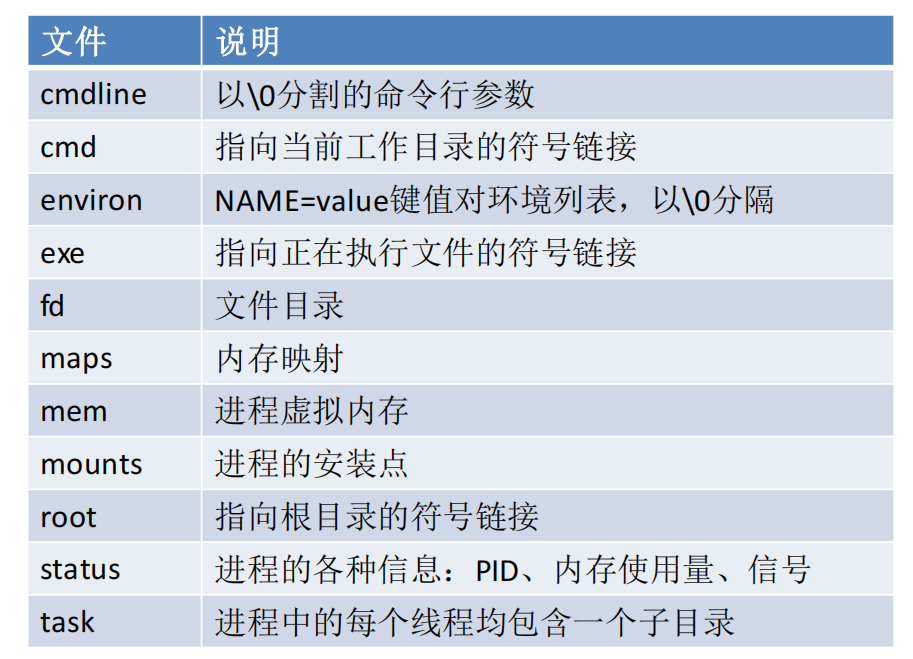 文件 说明
cmdline 以\0分割的命令行参数
cmd 指向当前工作目录的符号链接
environ NAME=value键值对环境列表，以\0分隔
exe 指向正在执行文件的符号链接
fd 文件目录
maps 内存映射
mem 进程虚拟内存
mounts 进程的安装点
root 指向根目录的符号链接
status 进程的各种信息：PID、内存使用量、信号
task 进程中的每个线程均包含一个子目录